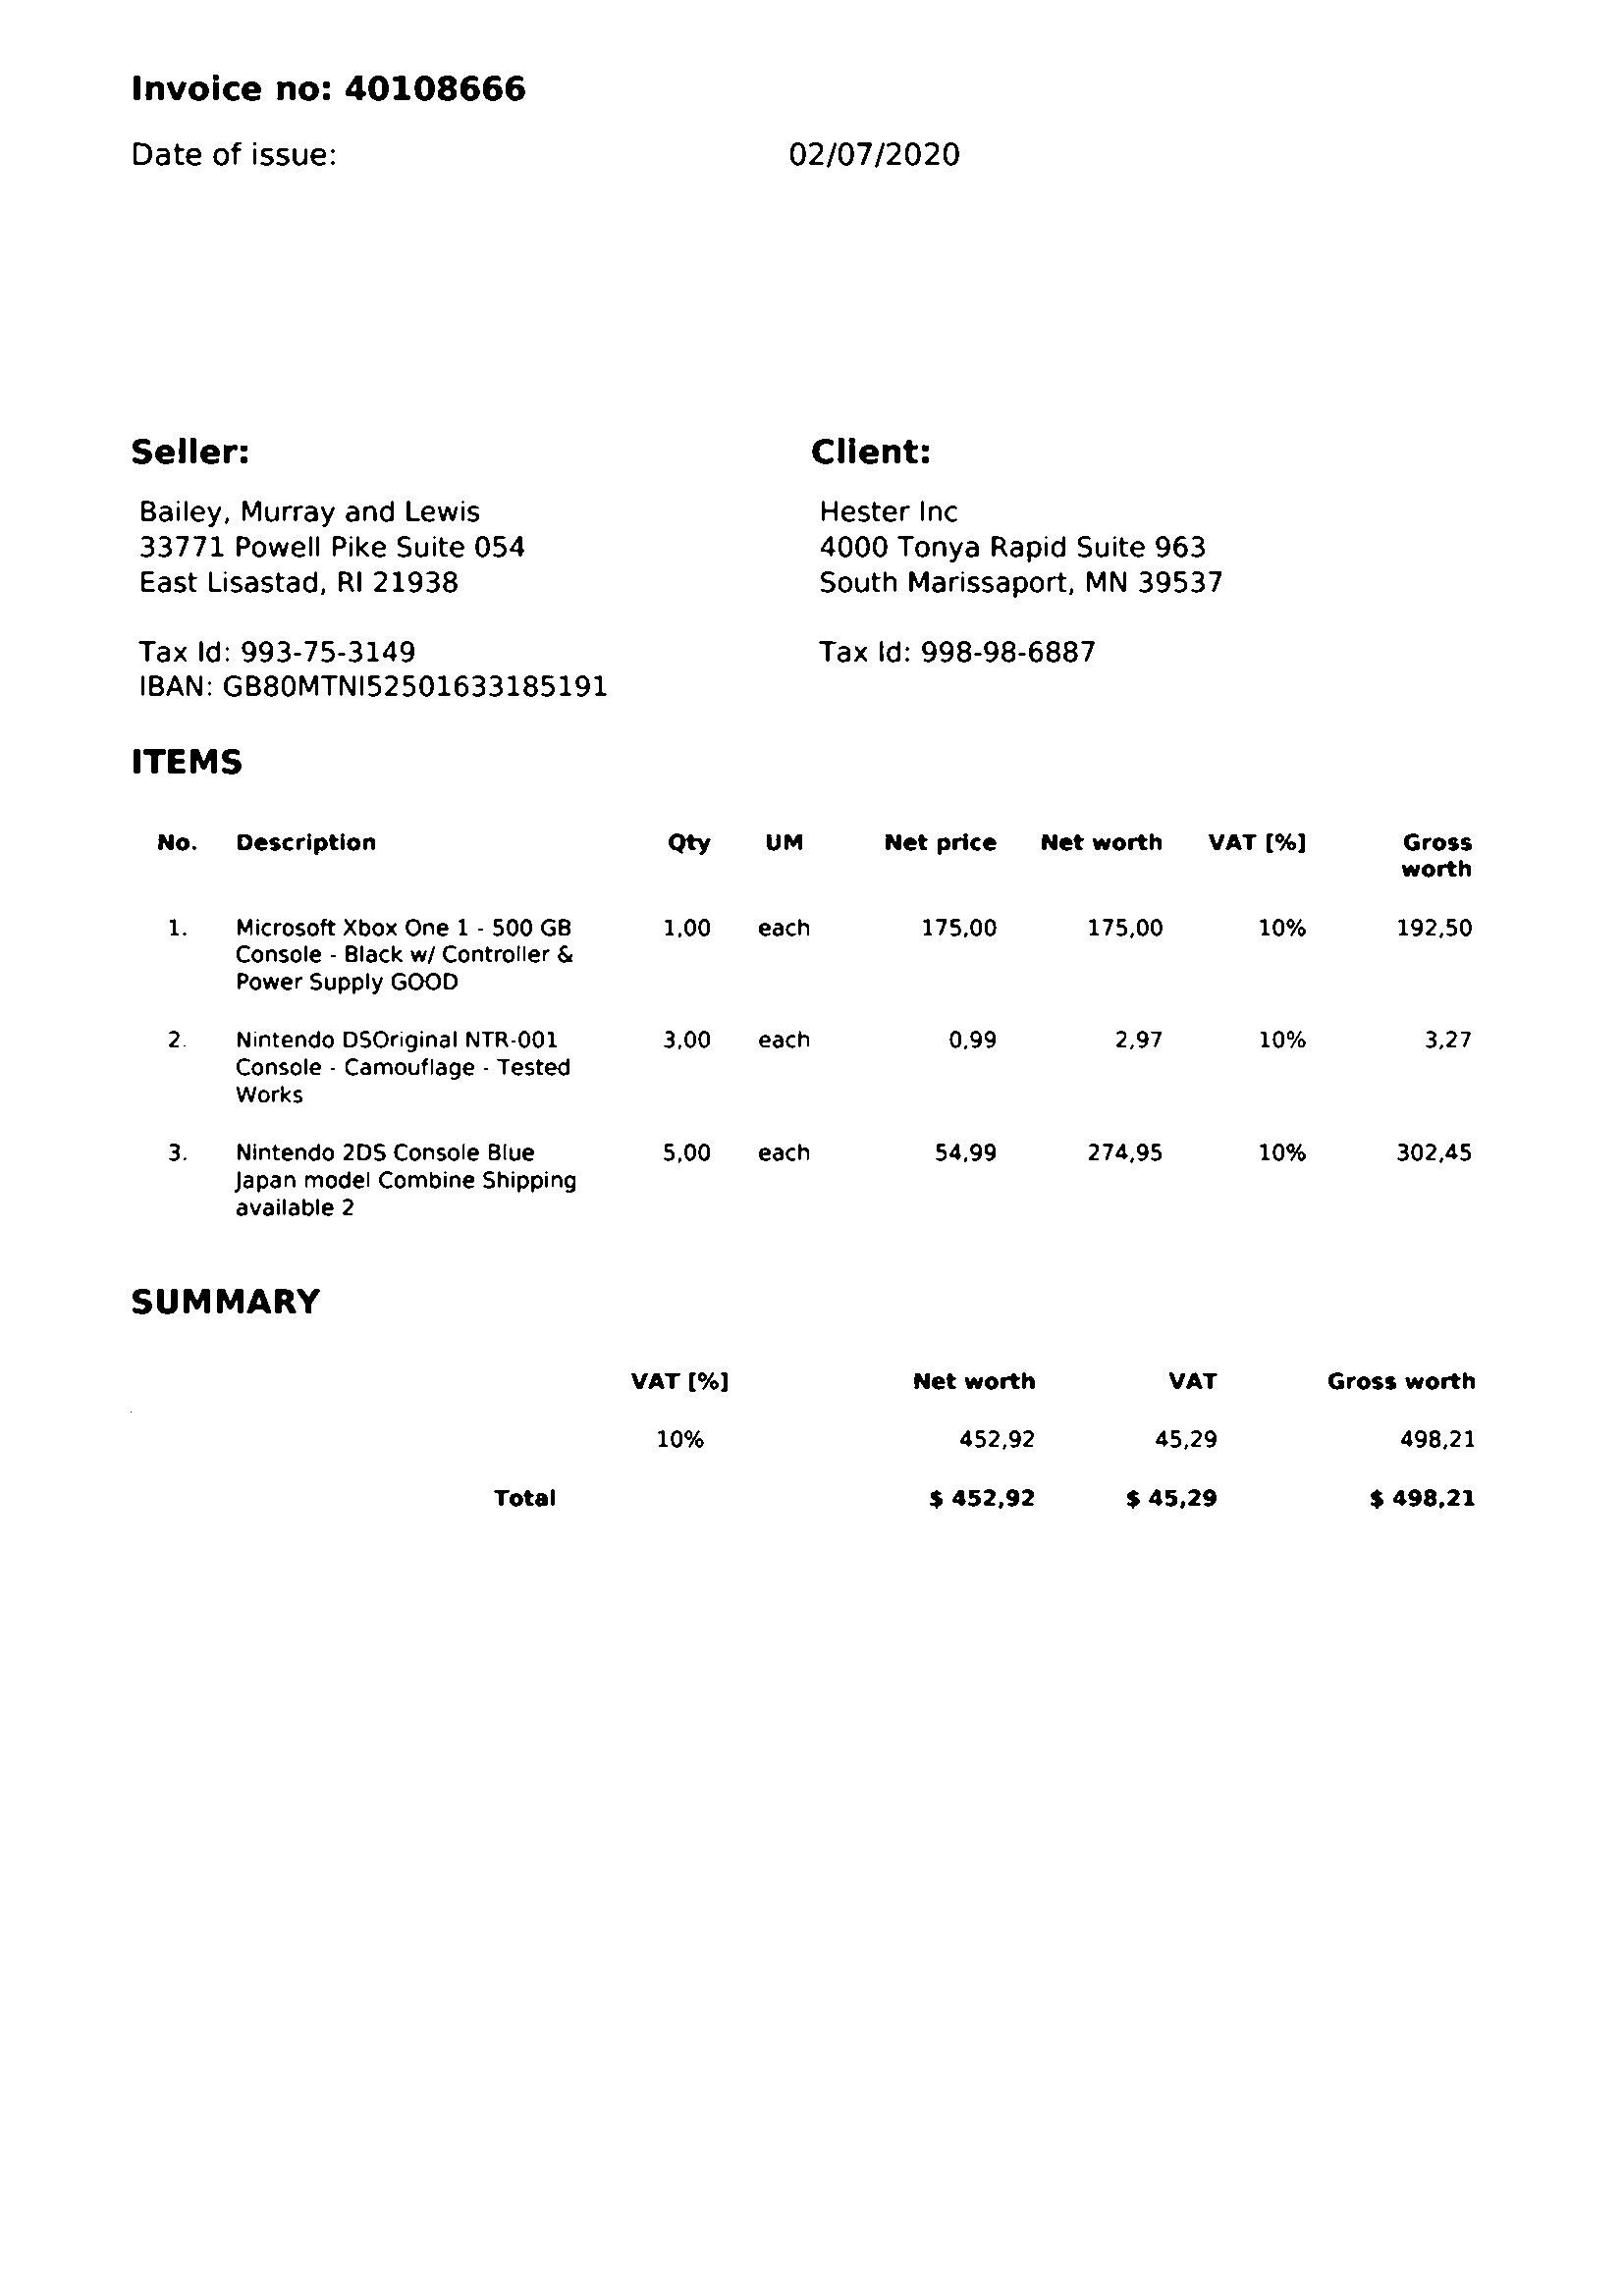 Invoice no: 40108666
Date of issue: 02/07/2020
Seller: Client:
Bailey, Murray and Lewis Hester Inc
33771 Powell Pike Suite 054 4000 Tonya Rapid Suite 963
East Lisastad, RI 21938 South Marissaport, MN 39537
Tax Id: 993-75-3149 Tax Id: 998-98-6887
IBAN: GB80MTNI52501633185191
ITEMS
No. Description Qty UM Net price Net worth VAT [%] Gross
worth
1. Microsoft Xbox One 1 - 500 GB 1,00 each 175,00 175,00 10% 192,50
Console - Black w/ Controller &
Power Supply GOOD
2. Nintendo DSOriginal NTR-001 3,00 each 0,99 2,97 10% 3,27
Console - Camouflage - Tested
Works
3. Nintendo 2DS Console Blue 5,00 each 54,99 274,95 10% 302,45
Japan model Combine Shipping
available 2
SUMMARY
VAT [%] Net worth VAT Gross worth
10% 452,92 45,29 498,21
Total $ 452,92 $ 45,29 $ 498,21